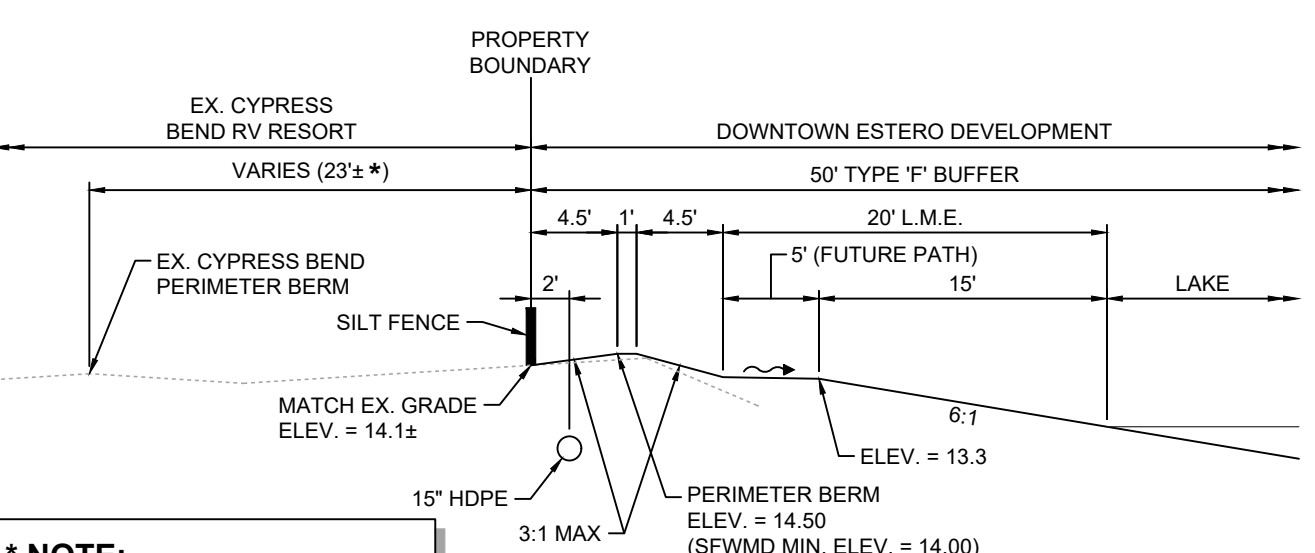 PROPERTY
BOUNDARY
EX. CYPRESS
BEND RV RESORT
DOWNTOWN ESTERO DEVELOPMENT
VARIES (23'± *)
50' TYPE 'F' BUFFER
4.5'
1'
4.5'
20' L.M.E.
EX. CYPRESS BEND
PERIMETER BERM
2'
5' (FUTURE PATH)
15'
LAKE
SILT FENCE
MATCH EX. GRADE
ELEV. = 14.1±
6:1
ELEV. = 13.3
15" HDPE
3:1 MAX
PERIMETER BERM
ELEV. = 14.50
(SFWMD MIN. ELEV. = 14.00)
* NOTE: